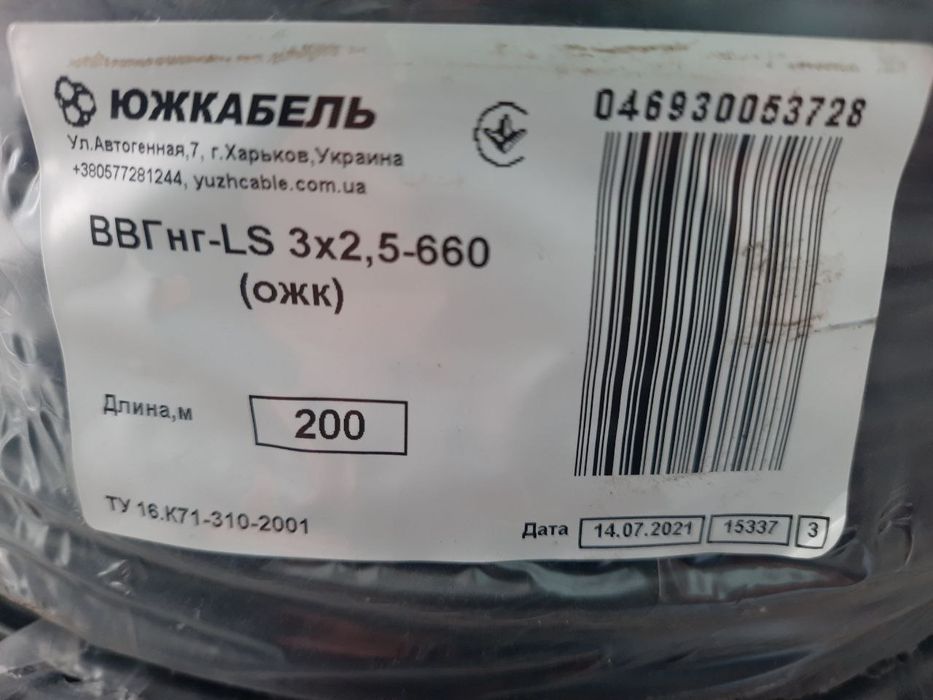 ЮЖКАБЕЛЬ
Ул.Автогенная,7, г.Харьков,Украина
+380577281244, yuzhcable.com.ua
046930053728
ВВГнг-LS 3х2,5-660
(ожк)
Длина,м 200
ТУ 16.К71-310-2001
Дата 14.07.2021 15337 3